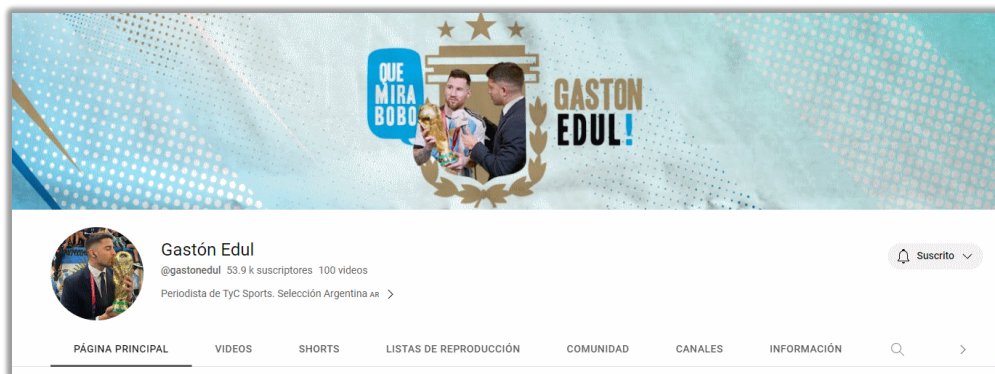 QUE
MIRA
BOBO
GASTON
EDUL!
Gastón Edul
@gastonedul 53.9 k suscriptores 100 videos
Periodista de TyC Sports. Selección Argentina AR
Suscrito
PÁGINA PRINCIPAL VIDEOS SHORTS LISTAS DE REPRODUCCIÓN COMUNIDAD CANALES INFORMACIÓN